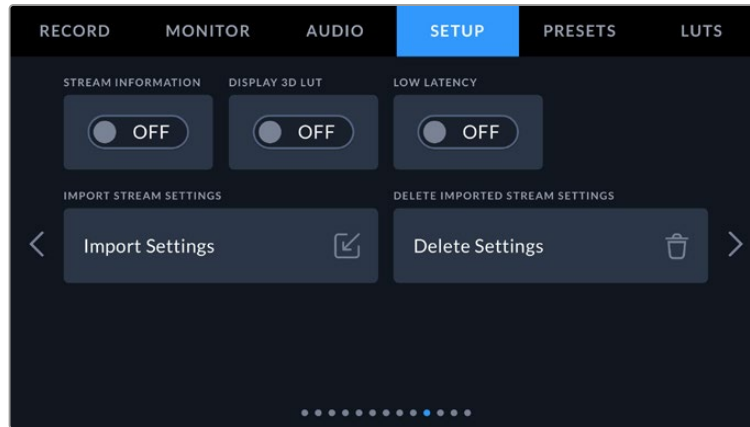 RECORD MONITOR AUDIO SETUP PRESETS LUTS
STREAM INFORMATION DISPLAY 3D LUT LOW LATENCY
OFF OFF OFF
IMPORT STREAM SETTINGS DELETE IMPORTED STREAM SETTINGS
Import Settings Delete Settings